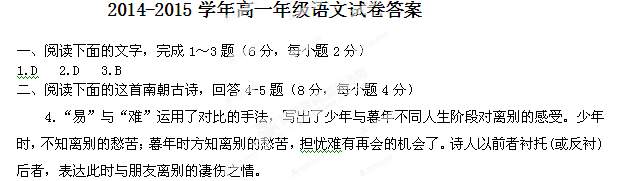 2014-2015 学年高一年级语文试卷答案
一、阅读下面的文字，完成 1～3 题（6 分，每小题 2 分）
1.D 2.D 3.B
二、阅读下面的这首南朝古诗，回答 4-5 题（8 分，每小题 4 分）
4.“易”与“难”运用了对比的手法，写出了少年与暮年不同人生阶段对离别的感受。少年
时，不知离别的愁苦；暮年时方知离别的愁苦，担忧难有再会的机会了。诗人以前者衬托(或反衬)
后者，表达此时与朋友离别的凄伤之情。